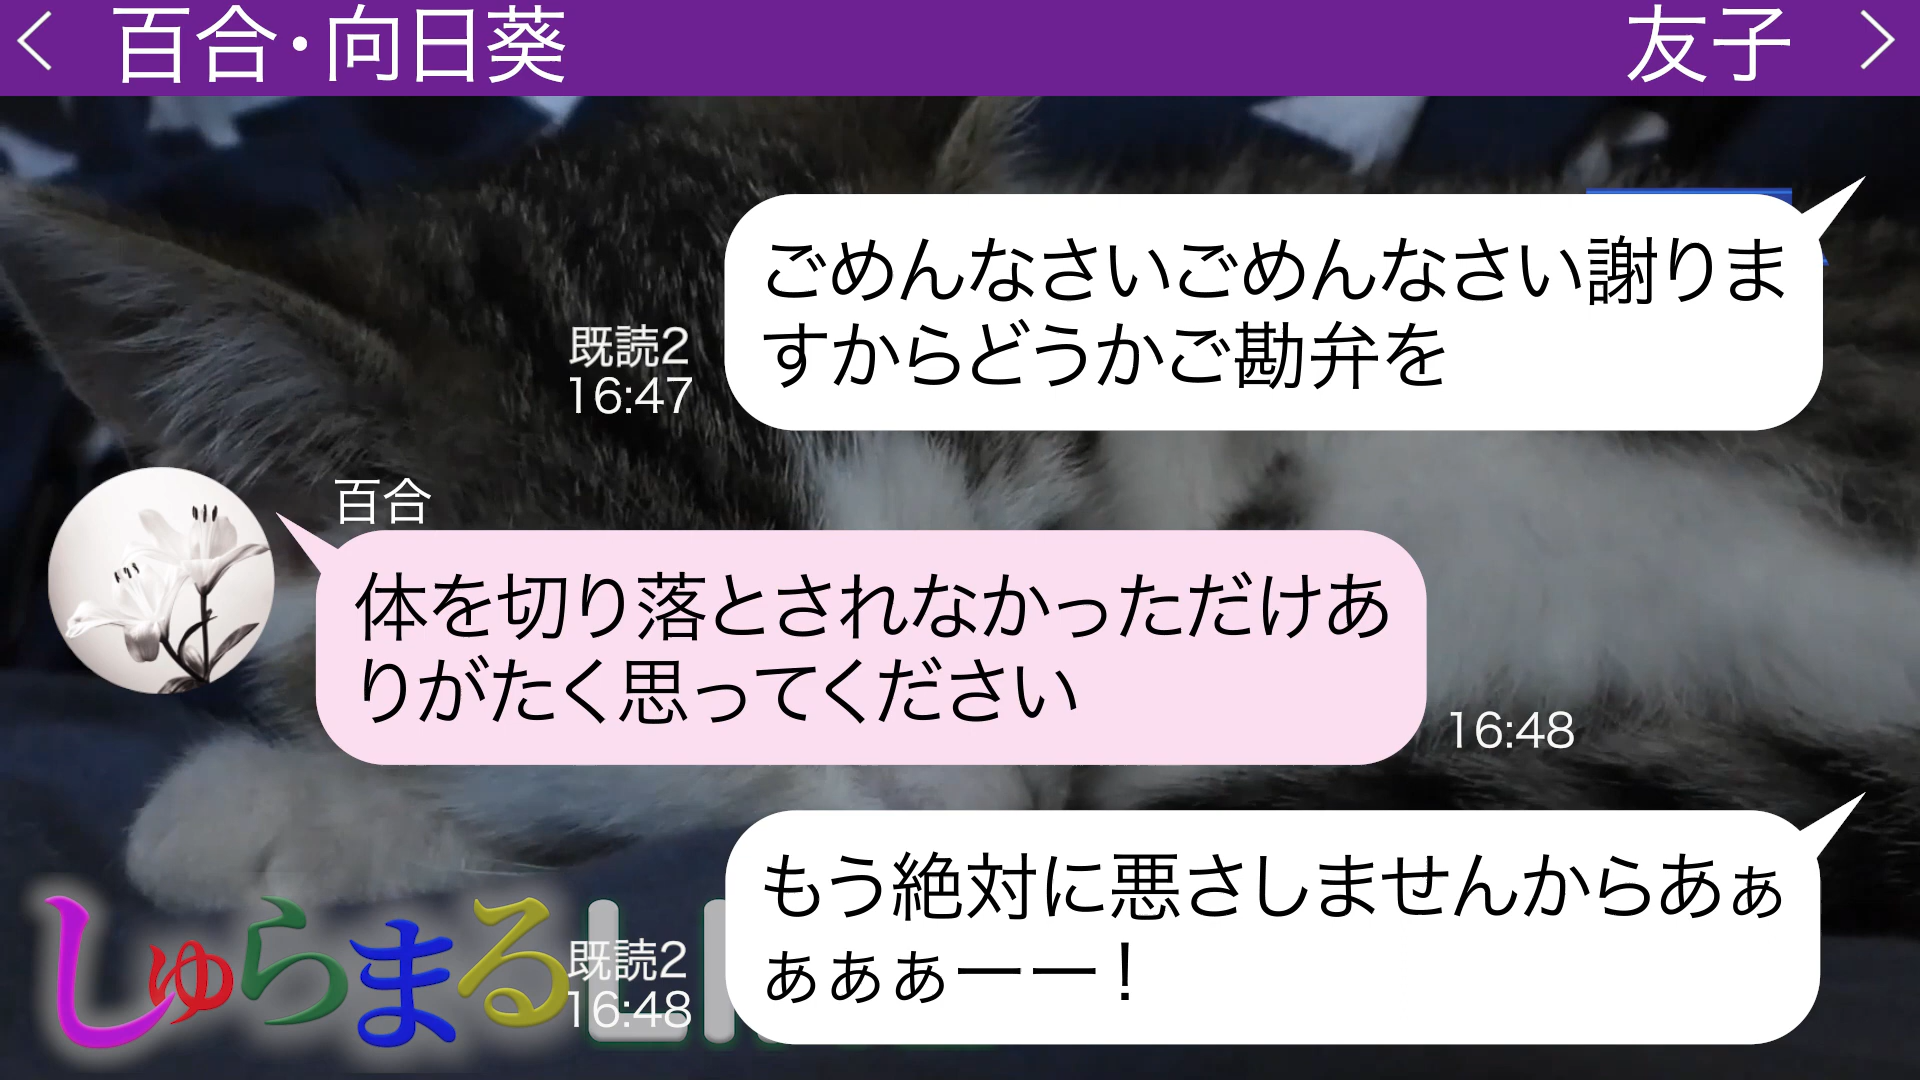 百合・向日葵
友子
ごめんなさいごめんなさい謝りま
すからどうかご勘弁を
既読2
16:47
百合
体を切り落とされなかっただけあ
りがたく思ってください
16:48
もう絶対に悪さしませんからあぁ
ぁぁぁーー！
既読2
16:48
しゅらまる